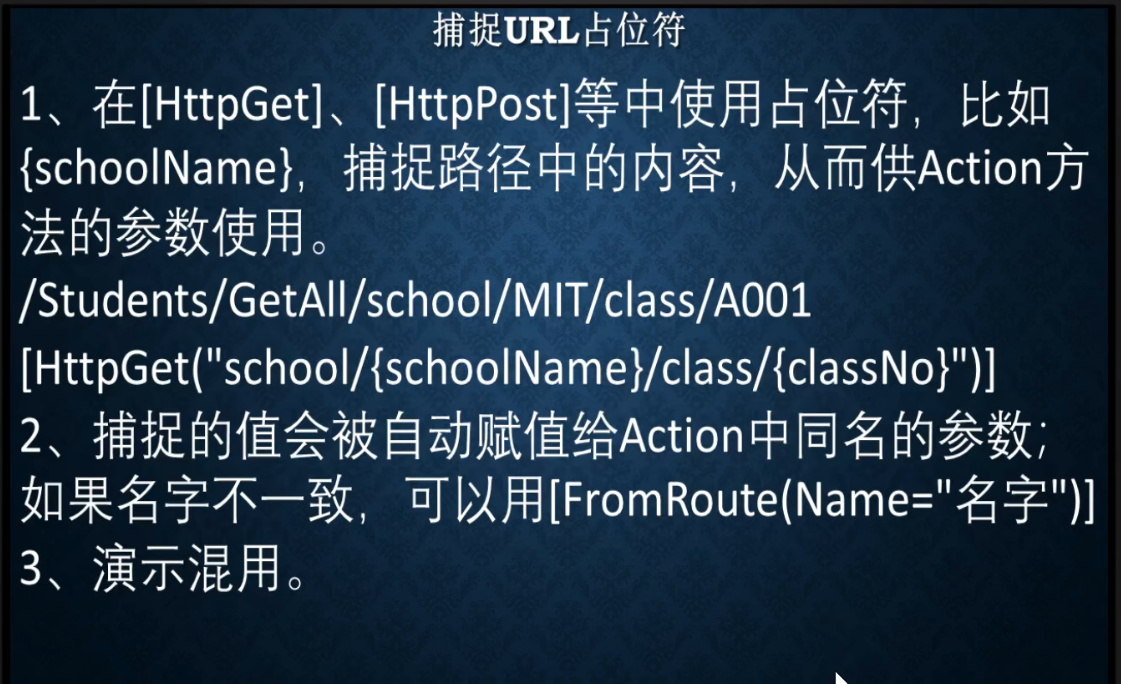 捕捉URL占位符
1、在[HttpGet]、[HttpPost]等中使用占位符，比如
{schoolName}，捕捉路径中的内容，从而供Action方
法的参数使用。
/Students/GetAll/school/MIT/class/A001
[HttpGet("school/{schoolName}/class/{classNo}")]
2、捕捉的值会被自动赋值给Action中同名的参数；
如果名字不一致，可以用[FromRoute(Name="名字")]
3、演示混用。